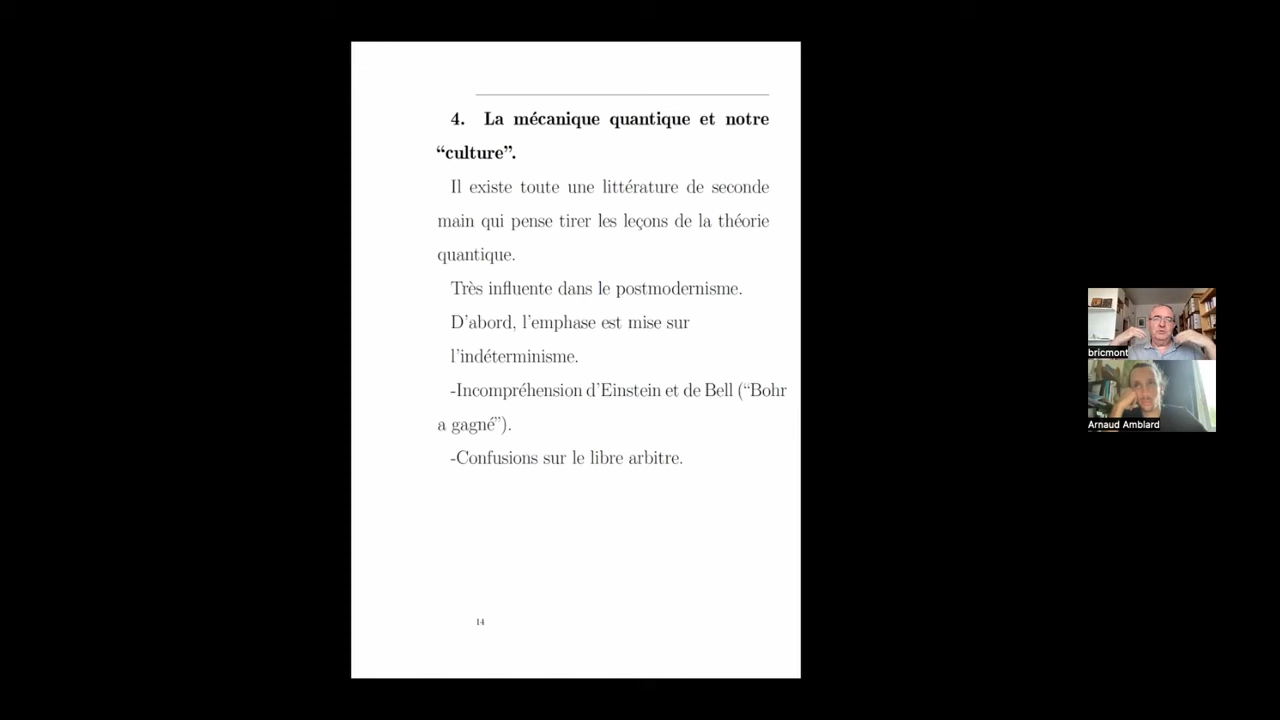 4. La mécanique quantique et notre
“culture”.
Il existe toute une littérature de seconde
main qui pense tirer les leçons de la théorie
quantique.
Très influente dans le postmodernisme.
D’abord, l’emphase est mise sur
l’indéterminisme.
-Incompréhension d’Einstein et de Bell (“Bohr
a gagné”).
-Confusions sur le libre arbitre.
14
bricmont
Arnaud Amblard